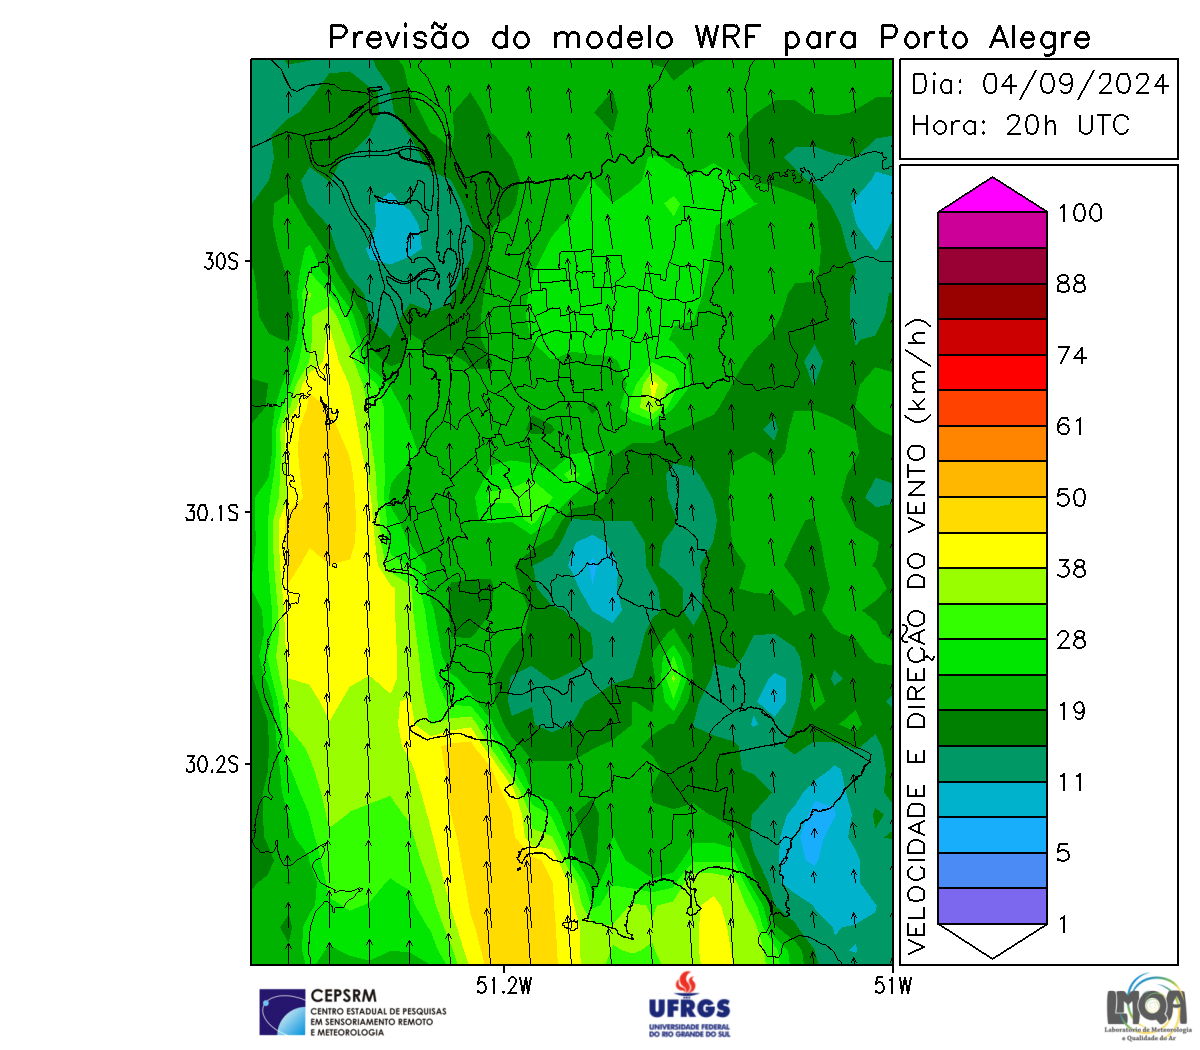 Previsão do modelo WRF para Porto Alegre
Dia: 04/09/2024
Hora: 20h UTC
30S
30.1S
30.2S
51.2W
51W
VELOCIDADE E DIREÇÃO DO VENTO (km/h)
100
88
74
61
50
38
28
19
11
5
1
CEPSRM
CENTRO ESTADUAL DE PESQUISAS
EM SENSORIAMENTO REMOTO
E METEOROLOGIA
UFRGS
UNIVERSIDADE FEDERAL
DO RIO GRANDE DO SUL
LMQA
Laboratório de Meteorologia
e Qualidade do Ar